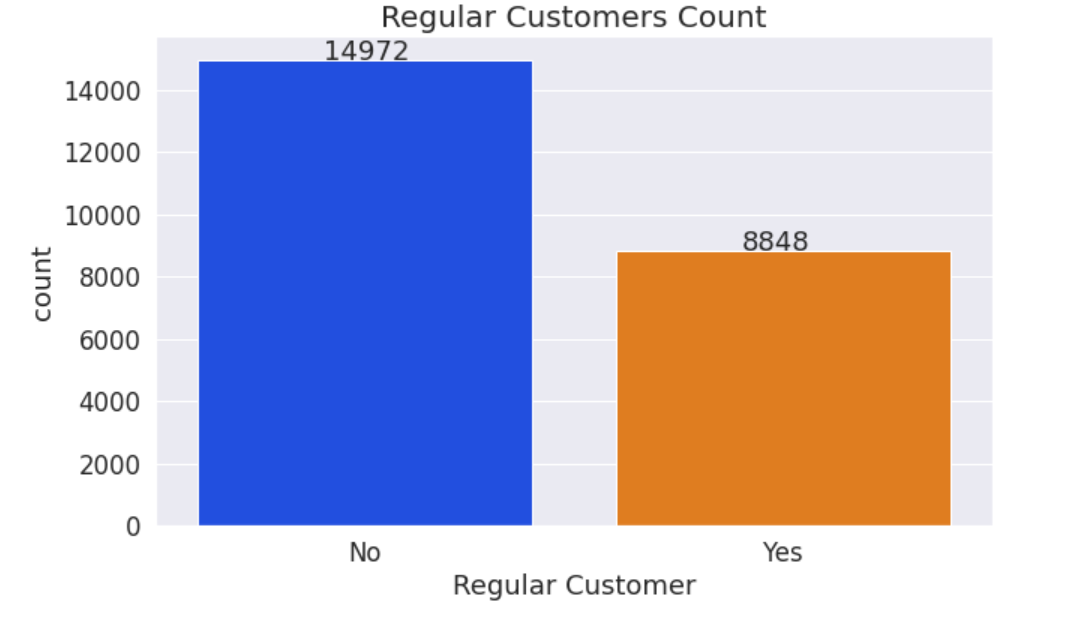 Regular Customers Count
14972
14000
12000
10000
8848
8000
6000
4000
2000
0
count
No
Yes
Regular Customer